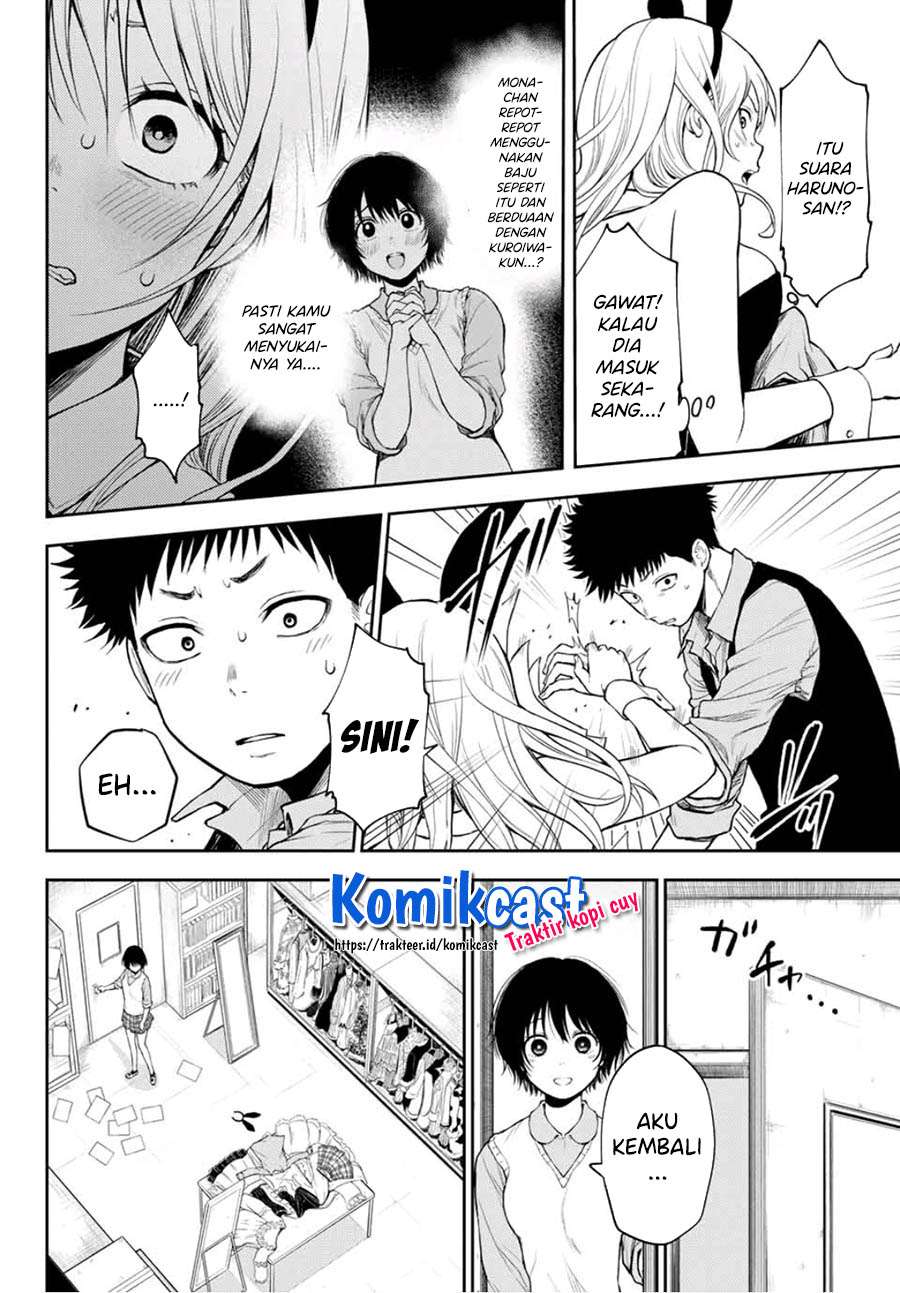 ITU
SUARA
HARUNO-
SAN!?
GAWAT!
KALAU
DIA
MASUK
SEKA-
RANG...!
MONA-
CHAN
REPOT-
REPOT
MENGGU-
NAKAN
BAJU
SEPERTI
ITU DAN
BERDUAAN
DENGAN
KUROIWA-
KUN...?
PASTI KAMU
SANGAT
MENYUKAI-
NYA YA....
.....!
SINI!
EH...
ガチャ...
AKU
KEMBALI
...
Komikcast
Traktir kopi cuy
https://trakteer.id/komikcast